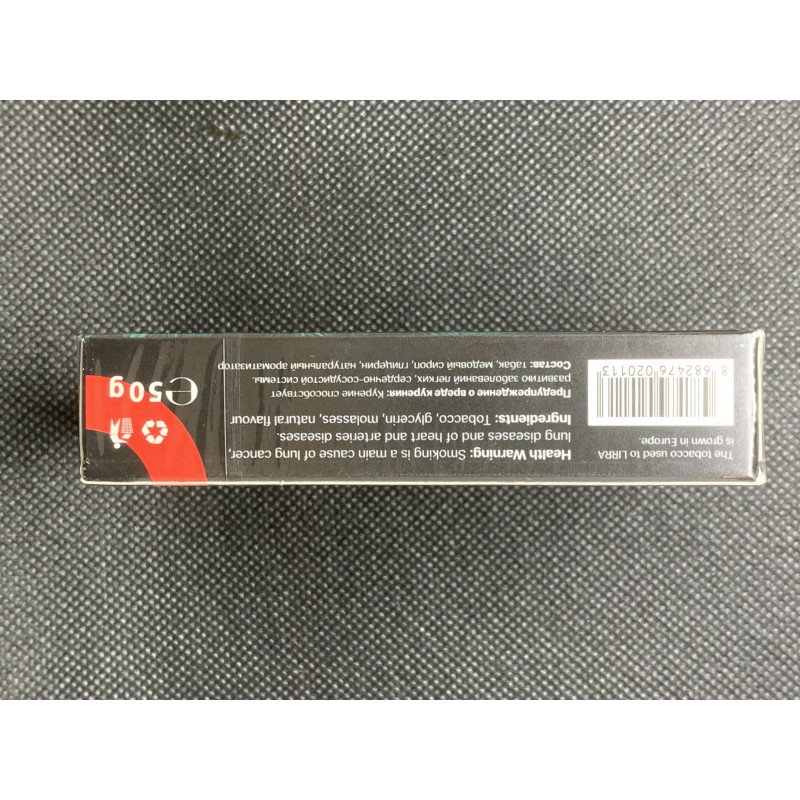 The tobacco used to LIRRA
is grown in Europe.
8 682476 020113
Health Warning: Smoking is a main cause of lung cancer,
lung diseases and of heart and arteries diseases.
Ingredients: Tobacco, glycerin, molasses, natural flavour
Предупреждение о вреде курении: Курение способствует
развитию заболеваний легких, сердечно-сосудистой системы.
Состав: табак, медовый сироп, глицерин, натуральный ароматизатор
℮50g